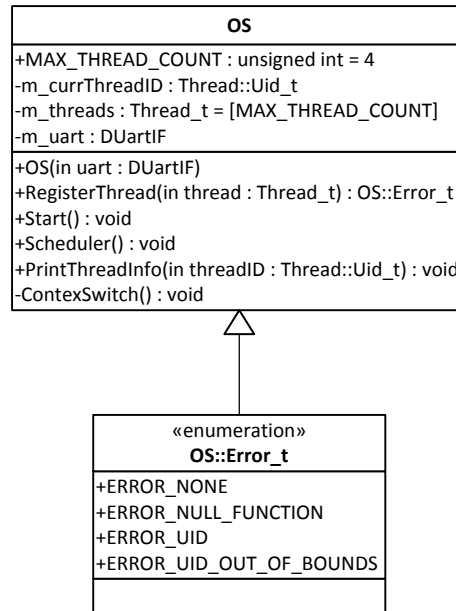 OS
+MAX_THREAD_COUNT : unsigned int = 4
-m_currThreadID : Thread::Uid_t
-m_threads : Thread_t = [MAX_THREAD_COUNT]
-m_uart : DUartIF
+OS(in uart : DUartIF)
+RegisterThread(in thread : Thread_t) : OS::Error_t
+Start() : void
+Scheduler() : void
+PrintThreadInfo(in threadID : Thread::Uid_t) : void
-ContexSwitch() : void
«enumeration»
OS::Error_t
+ERROR_NONE
+ERROR_NULL_FUNCTION
+ERROR_UID
+ERROR_UID_OUT_OF_BOUNDS